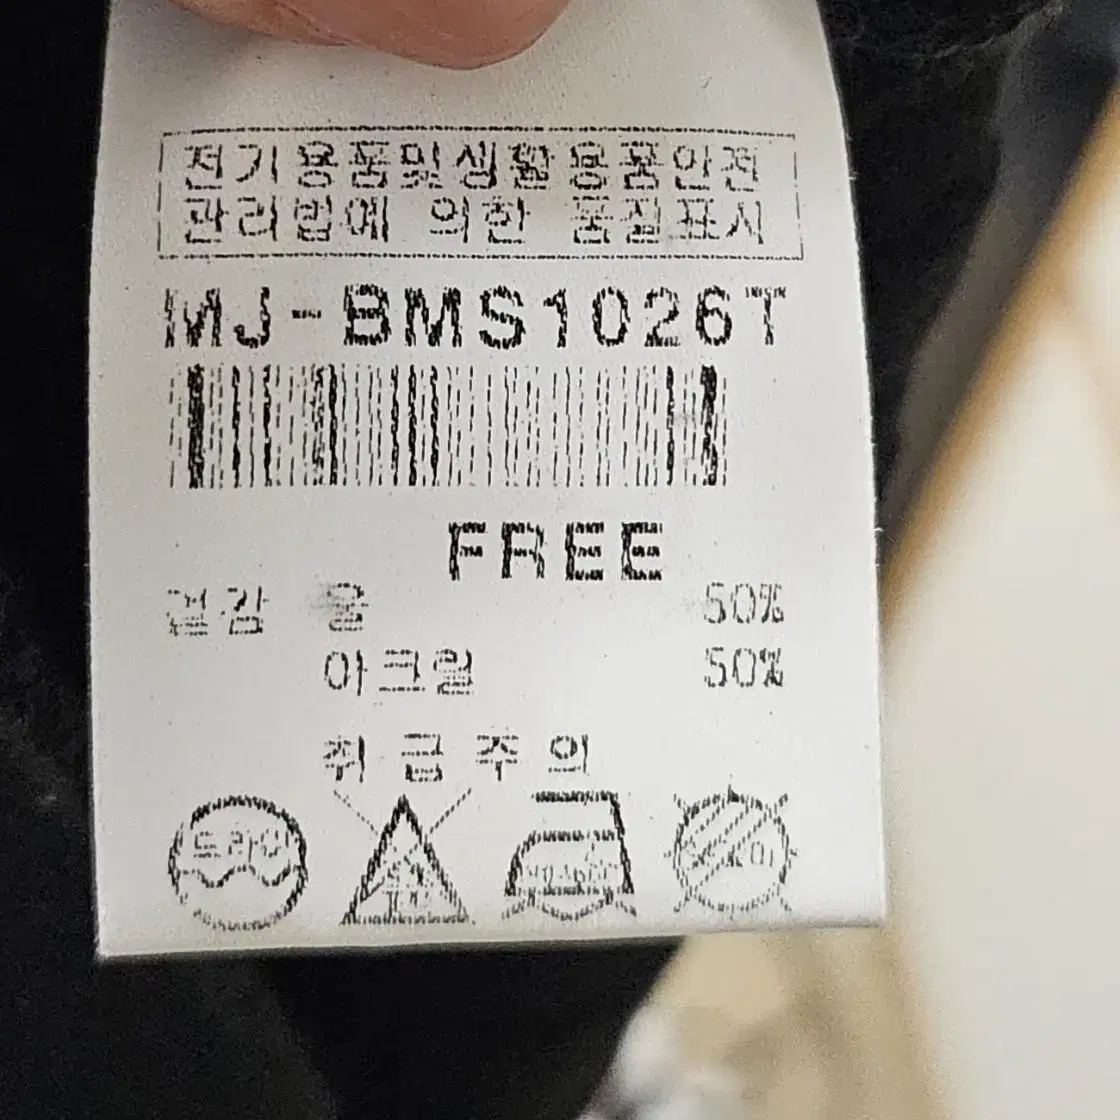 전기용품및생활용품안전
관리법에 의한 품질표시
MJ-BMS1026T
FREE
겉감 울 50%
아크릴 50%
취급주의
드라이